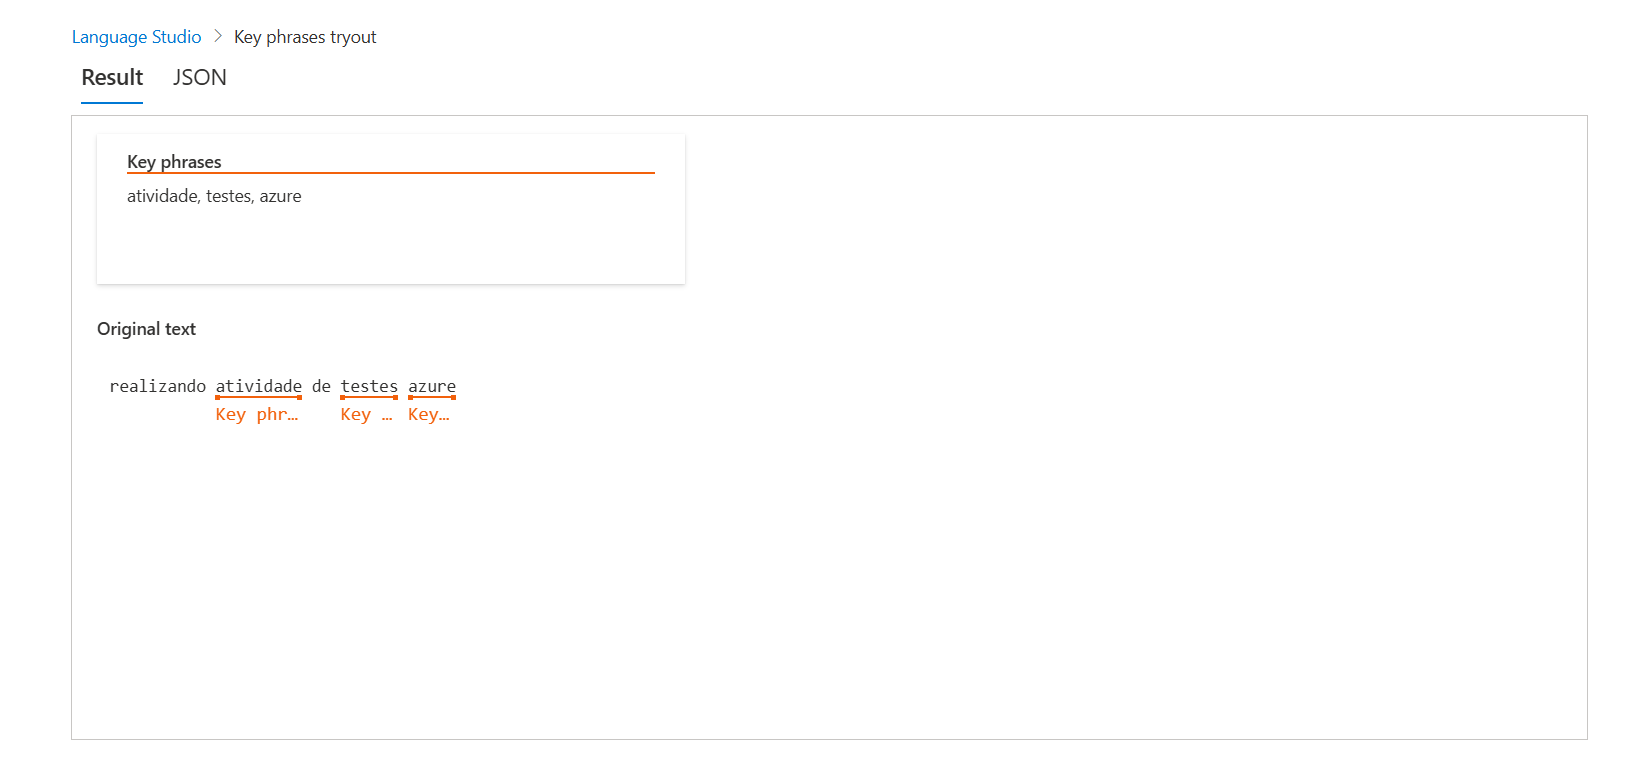 Language Studio > Key phrases tryout
Result JSON
Key phrases
atividade, testes, azure
Original text
realizando atividade de testes azure
Key phr… Key … Key…